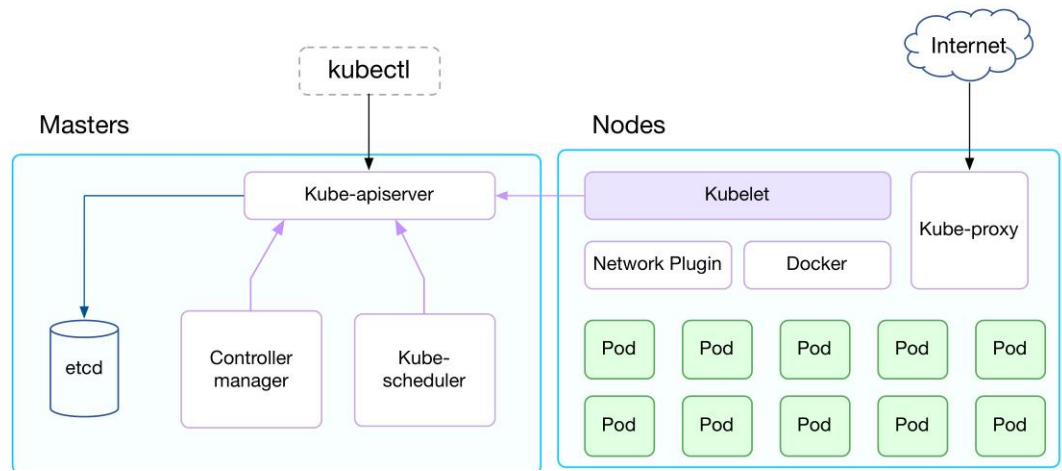 Internet
kubectl
Masters
Nodes
Kube-apiserver
Kubelet
Kube-proxy
Network Plugin
Docker
etcd
Controller
manager
Kube-
scheduler
Pod
Pod
Pod
Pod
Pod
Pod
Pod
Pod
Pod
Pod